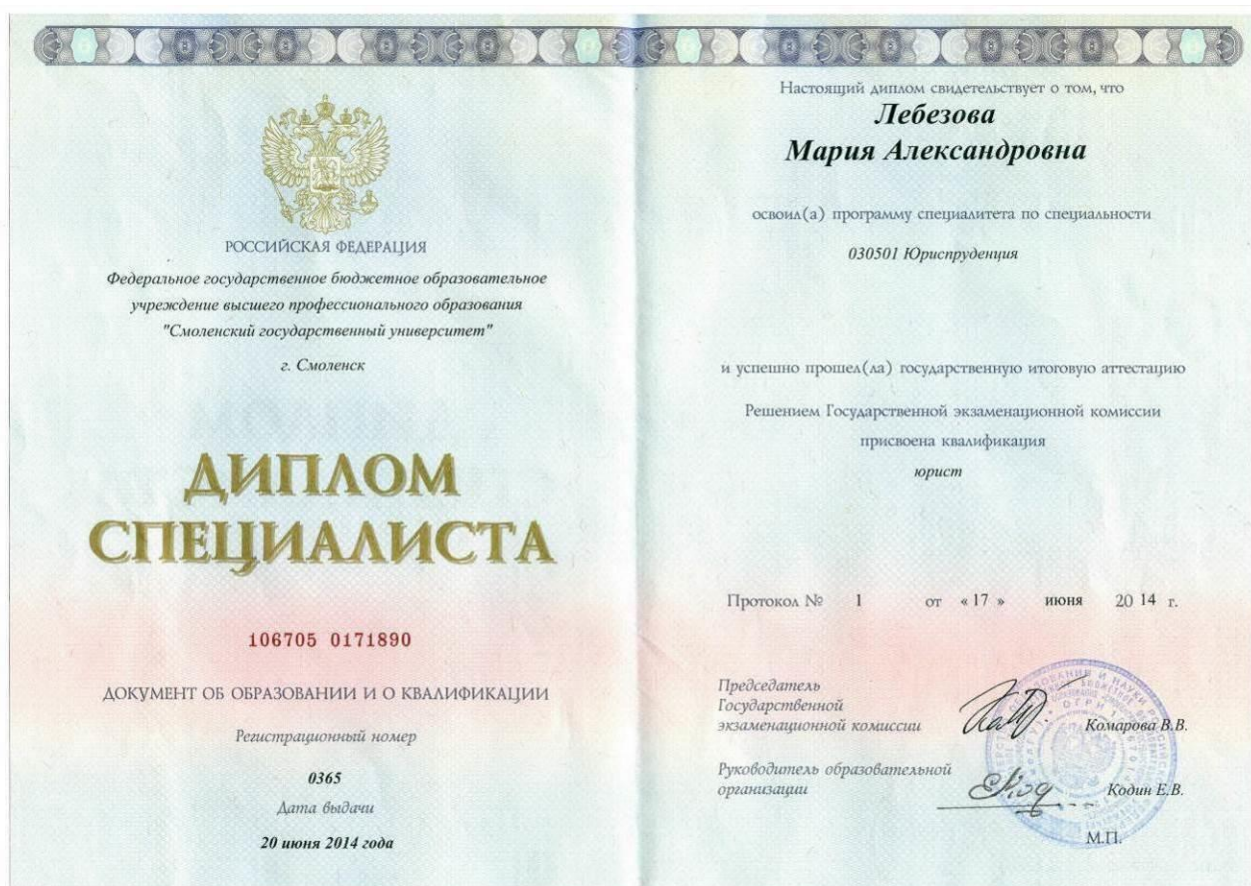 РОССИЙСКАЯ ФЕДЕРАЦИЯ
Федеральное государственное бюджетное образовательное
учреждение высшего профессионального образования
"Смоленский государственный университет"
г. Смоленск
ДИПЛОМ
СПЕЦИАЛИСТА
106705 0171890
ДОКУМЕНТ ОБ ОБРАЗОВАНИИ И О КВАЛИФИКАЦИИ
Регистрационный номер
0365
Дата выдачи
20 июня 2014 года
Настоящий диплом свидетельствует о том, что
Лебезова
Мария Александровна
освоил(а) программу специалитета по специальности
030501 Юриспруденция
и успешно прошел(ла) государственную итоговую аттестацию
Решением Государственной экзаменационной комиссии
присвоена квалификация
юрист
Протокол № 1 от « 17 » июня 20 14 г.
Председатель
Государственной
экзаменационной комиссии
Комарова В.В.
Руководитель образовательной
организации
Кодин Е.В.
М.П.